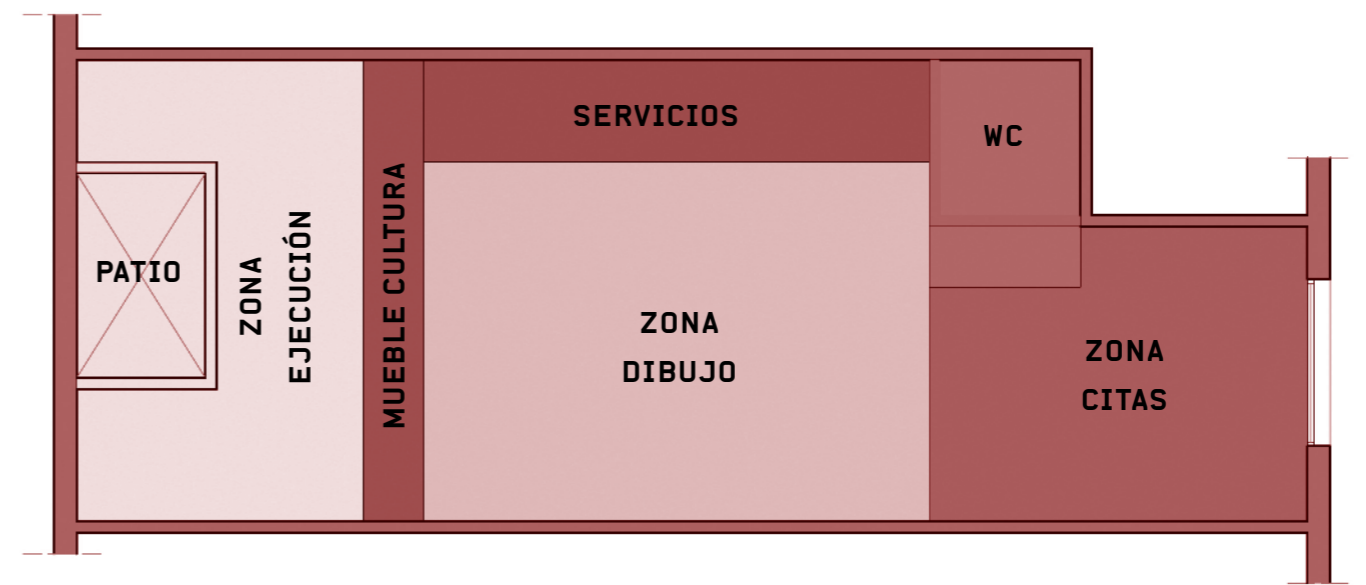 PATIO
ZONA
EJECUCIÓN
MUEBLE CULTURA
SERVICIOS
ZONA
DIBUJO
WC
ZONA
CITAS